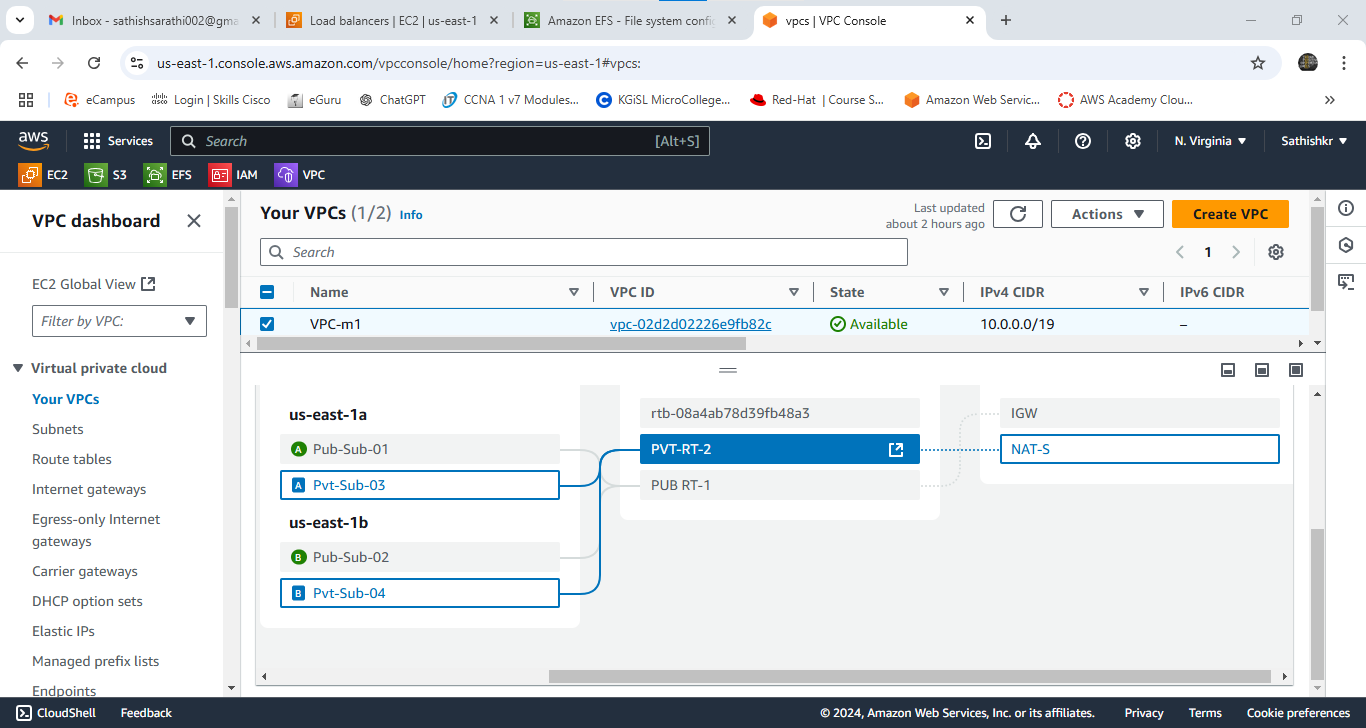 Inbox - sathishsarathi002@gma
Load balancers | EC2 | us-east-1
Amazon EFS - File system confi
vpcs | VPC Console
us-east-1.console.aws.amazon.com/vpcconsole/home?region=us-east-1#vpcs:
eCampus
Login | Skills Cisco
eGuru
ChatGPT
CCNA 1 v7 Modules...
KGiSL MicroCollege...
Red-Hat | Course S...
Amazon Web Servic...
AWS Academy Clou...
aws
Services
Search
[Alt+S]
N. Virginia
Sathishkr
EC2
S3
EFS
IAM
VPC
VPC dashboard
EC2 Global View
Filter by VPC:
Virtual private cloud
Your VPCs
Subnets
Route tables
Internet gateways
Egress-only Internet
gateways
Carrier gateways
DHCP option sets
Elastic IPs
Managed prefix lists
Endpoints
Your VPCs (1/2) Info
Last updated
about 2 hours ago
Actions
Create VPC
Search
1
Name
VPC ID
State
IPv4 CIDR
IPv6 CIDR
VPC-m1
vpc-02d2d02226e9fb82c
Available
10.0.0.0/19
–
us-east-1a
A Pub-Sub-01
A Pvt-Sub-03
us-east-1b
B Pub-Sub-02
B Pvt-Sub-04
rtb-08a4ab78d39fb48a3
PVT-RT-2
PUB RT-1
IGW
NAT-S
CloudShell
Feedback
© 2024, Amazon Web Services, Inc. or its affiliates.
Privacy
Terms
Cookie preferences